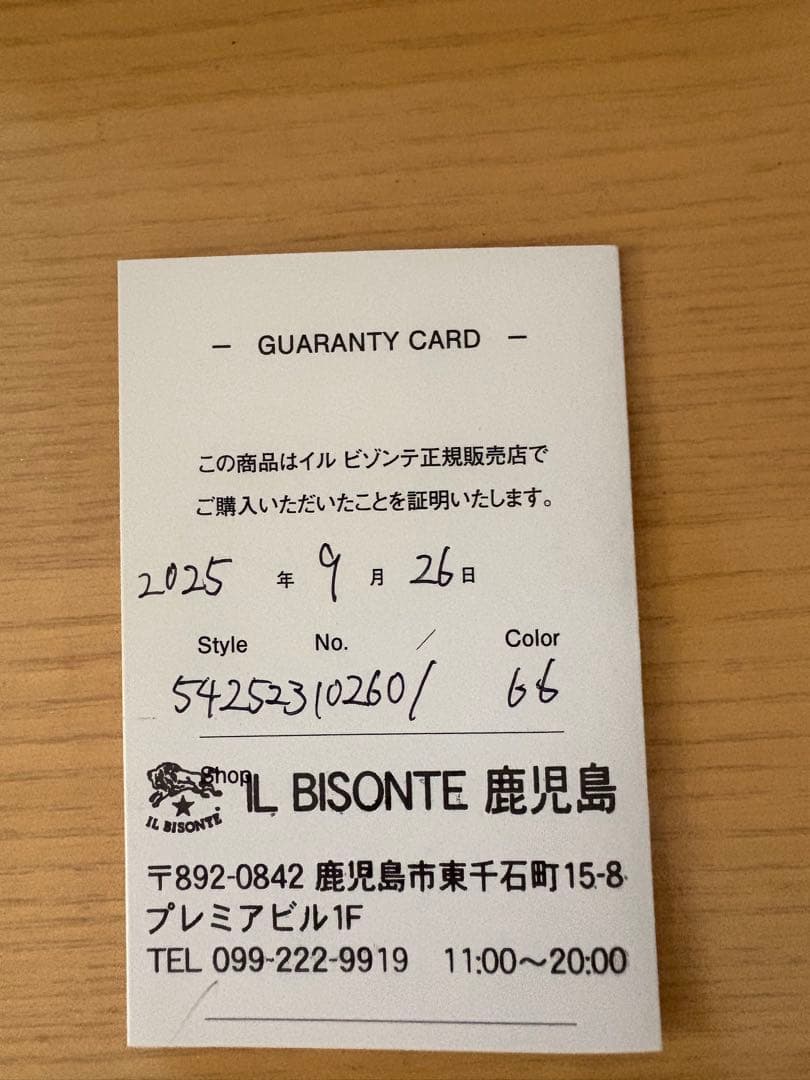 — GUARANTY CARD —
この商品はイル ビゾンテ正規販売店で
ご購入いただいたことを証明いたします。
2025 年 9 月 26 日
Style No. / Color
54252310260/ 66
Shop IL BISONTE 鹿児島
IL BISONTE
〒892-0842 鹿児島市東千石町15-8
プレミアビル1F
TEL 099-222-9919 11:00~20:00